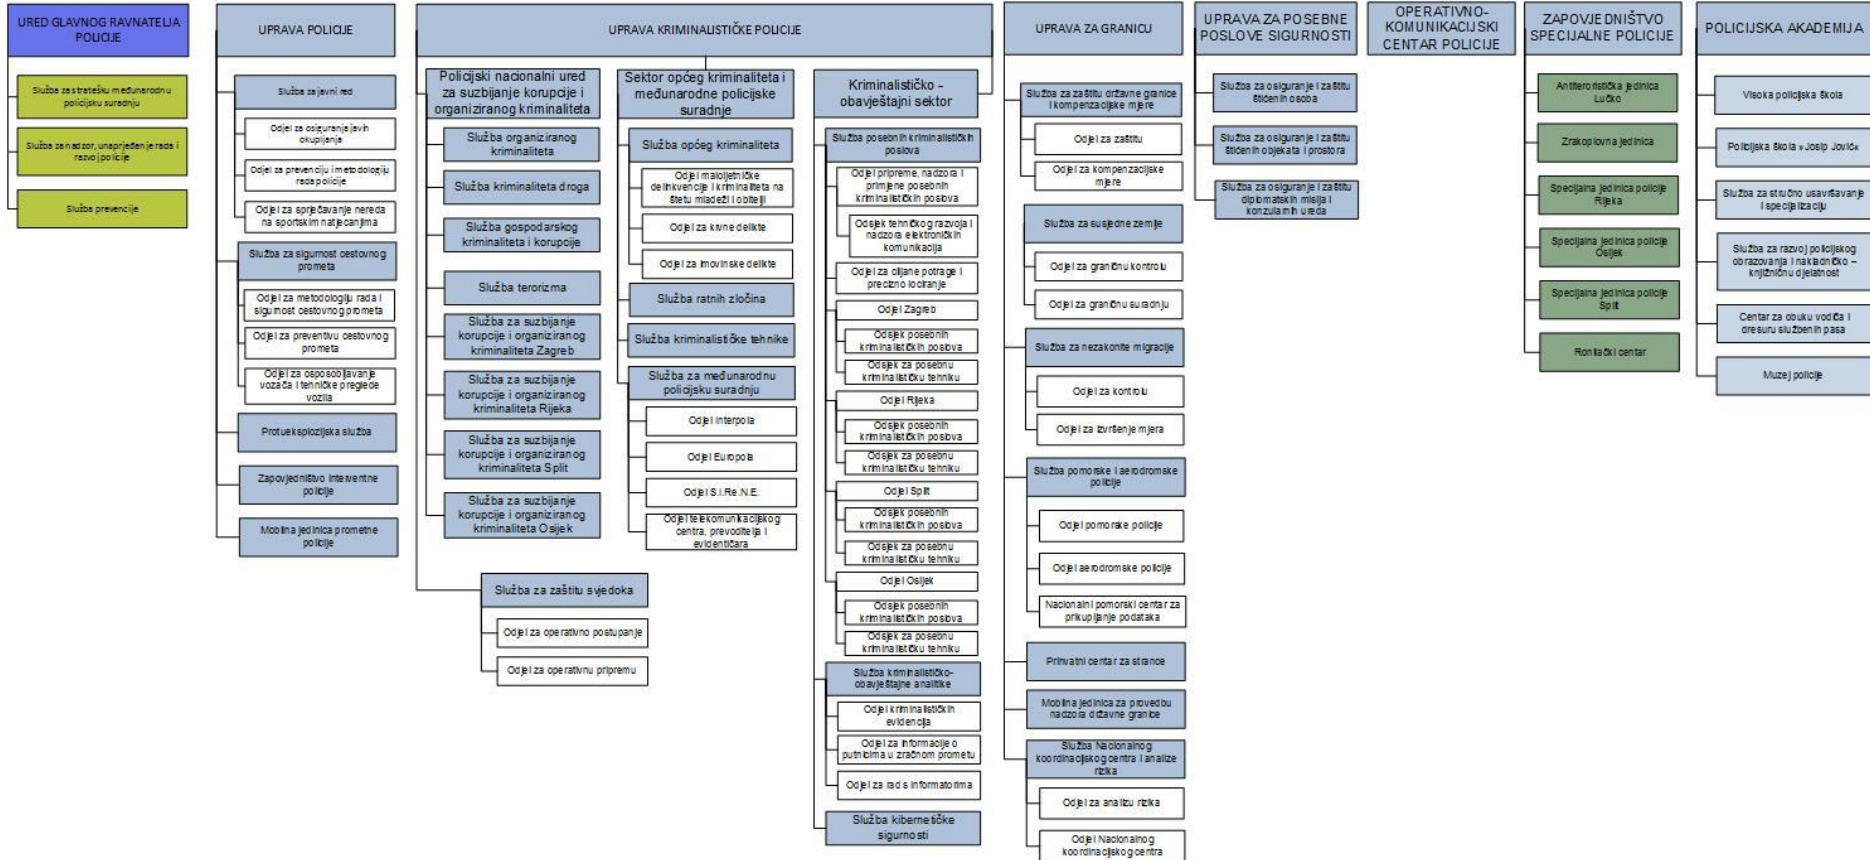 URED GLAVNOG RAVNATELJA
POLICIJE
Služba za stratešku međunarodnu
policijsku suradnju
Služba za nadzor, unaprjeđenje rada i
razvoj policije
Služba prevencije
UPRAVA POLICIJE
Služba za javni red
Odjel za osiguranja javih
okupljanja
Odjel za prevenciju i metodologiju
rada policije
Odjel za sprječavanje nereda
na sportskim natjecanjima
Služba za sigurnost cestovnog
prometa
Odjel za metodologiju rada i
sigurnost cestovnog prometa
Odjel za preventivu cestovnog
prometa
Odjel za osposobljavanje
vozača i tehničke preglede
vozila
Protueksplozijska služba
Zapovjedništvo interventne
policije
Mobilna jedinica prometne
policije
UPRAVA KRIMINALISTIČKE POLICIJE
Policijski nacionalni ured
za suzbijanje korupcije i
organiziranog kriminaliteta
Služba organiziranog
kriminaliteta
Služba kriminaliteta droga
Služba gospodarskog
kriminaliteta i korupcije
Služba terorizma
Služba za suzbijanje
korupcije i organiziranog
kriminaliteta Zagreb
Služba za suzbijanje
korupcije i organiziranog
kriminaliteta Rijeka
Služba za suzbijanje
korupcije i organiziranog
kriminaliteta Split
Služba za suzbijanje
korupcije i organiziranog
kriminaliteta Osijek
Služba za zaštitu svjedoka
Odjel za operativno postupanje
Odjel za operativnu pripremu
Sektor općeg kriminaliteta i
međunarodne policijske
suradnje
Služba općeg kriminaliteta
Odjel maloljetničke
delinkvencije i kriminaliteta na
štetu mladeži i obitelji
Odjel za krvne delikte
Odjel za imovinske delikte
Služba ratnih zločina
Služba kriminalističke tehnike
Služba za međunarodnu
policijsku suradnju
Odjel Interpola
Odjel Europola
Odjel S.I.Re.N.E.
Odjel telekomunikacijskog
centra, prevoditelja i
evidentičara
Kriminalističko -
obavještajni sektor
Služba posebnih kriminalističkih
poslova
Odjel pripreme, nadzora i
primjene posebnih
kriminalističkih poslova
Odsjek tehničkog razvoja i
nadzora elektroničkih
komunikacija
Odjel za ciljane potrage i
precizno lociranje
Odjel Zagreb
Odsjek posebnih
kriminalističkih poslova
Odsjek za posebnu
kriminalističku tehniku
Odjel Rijeka
Odsjek posebnih
kriminalističkih poslova
Odsjek za posebnu
kriminalističku tehniku
Odjel Split
Odsjek posebnih
kriminalističkih poslova
Odsjek za posebnu
kriminalističku tehniku
Odjel Osijek
Odsjek posebnih
kriminalističkih poslova
Odsjek za posebnu
kriminalističku tehniku
Služba kriminalističko-
obavještajne analitike
Odjel kriminalističkih
evidencija
Odjel za informacije o
putnicima u zračnom prometu
Odjel za rad s informatorima
Služba kibernetičke
sigurnosti
UPRAVA ZA GRANICU
Služba za zaštitu državne granice
i kompenzacijske mjere
Odjel za zaštitu
Odjel za kompenzacijske
mjere
Služba za susjedne zemlje
Odjel za graničnu kontrolu
Odjel za graničnu suradnju
Služba za nezakonite migracije
Odjel za kontrolu
Odjel za izvršenje mjera
Služba pomorske i aerodromske
policije
Odjel pomorske policije
Odjel aerodromske policije
Nacionalni pomorski centar za
prikupljanje podataka
Prihvatni centar za strance
Mobilna jedinica za provedbu
nadzora državne granice
Služba Nacionalnog
koordinacijskog centra i analize
rizika
Odjel za analizu rizika
Odjel Nacionalnog
koordinacijskog centra
UPRAVA ZA POSEBNE
POSLOVE SIGURNOSTI
Služba za osiguranje i zaštitu
štićenih osoba
Služba za osiguranje i zaštitu
štićenih objekata i prostora
Služba za osiguranje i zaštitu
diplomatskih misija i
konzularnih ureda
OPERATIVNO-
KOMUNIKACIJSKI
CENTAR POLICIJE
ZAPOVJEDNIŠTVO
SPECIJALNE POLICIJE
Antiteroristička jedinica
Lučko
Zrakoplovna jedinica
Specijalna jedinica policije
Rijeka
Specijalna jedinica policije
Osijek
Specijalna jedinica policije
Split
Ronilački centar
POLICIJSKA AKADEMIJA
Visoka policijska škola
Policijska škola »Josip Jović«
Služba za stručno usavršavanje
i specijalizaciju
Služba za razvoj policijskog
obrazovanja i nakladničko –
knjižničnu djelatnost
Centar za obuku vodiča i
dresuru službenih pasa
Muzej policije